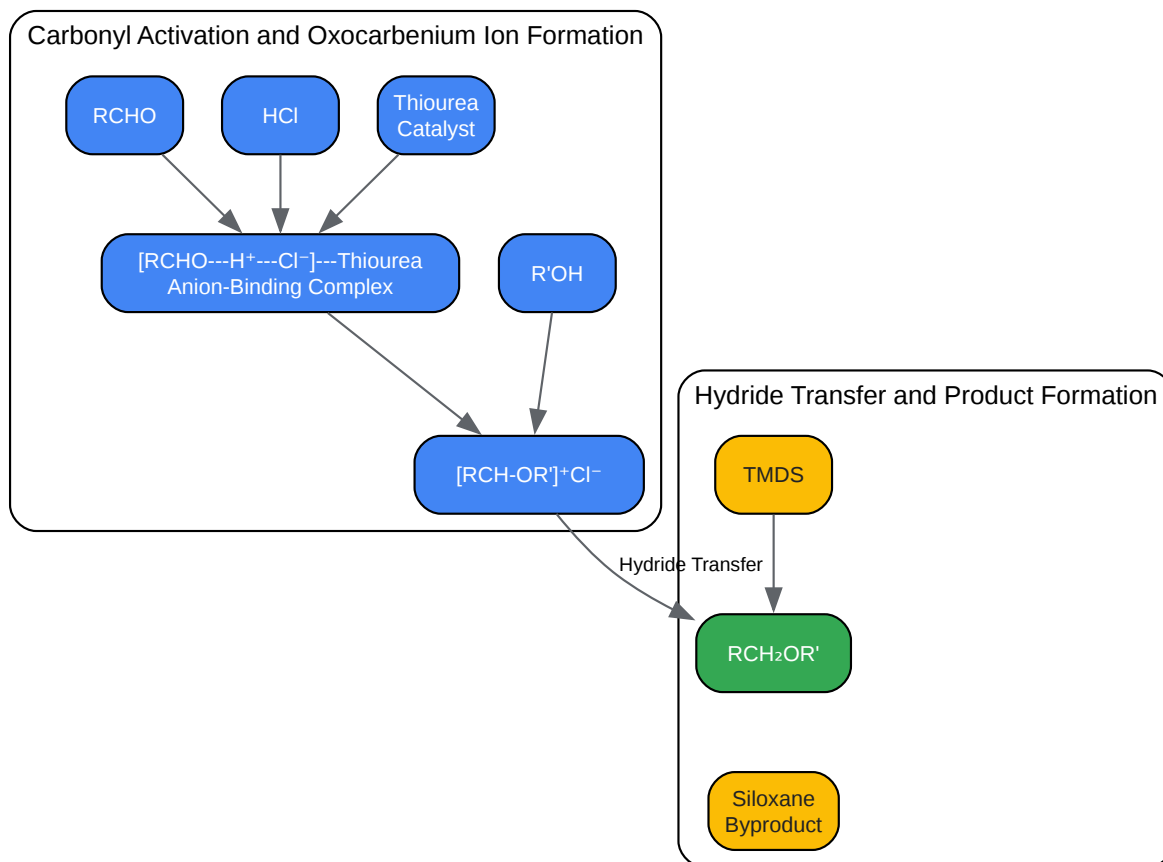 Carbonyl Activation and Oxocarbenium Ion Formation
RCHO
HCl
Thiourea
Catalyst
[RCHO---H⁺---Cl⁻]---Thiourea
Anion-Binding Complex
R'OH
[RCH-OR']⁺Cl⁻
Hydride Transfer and Product Formation
TMDS
Hydride Transfer
RCH₂OR'
Siloxane
Byproduct